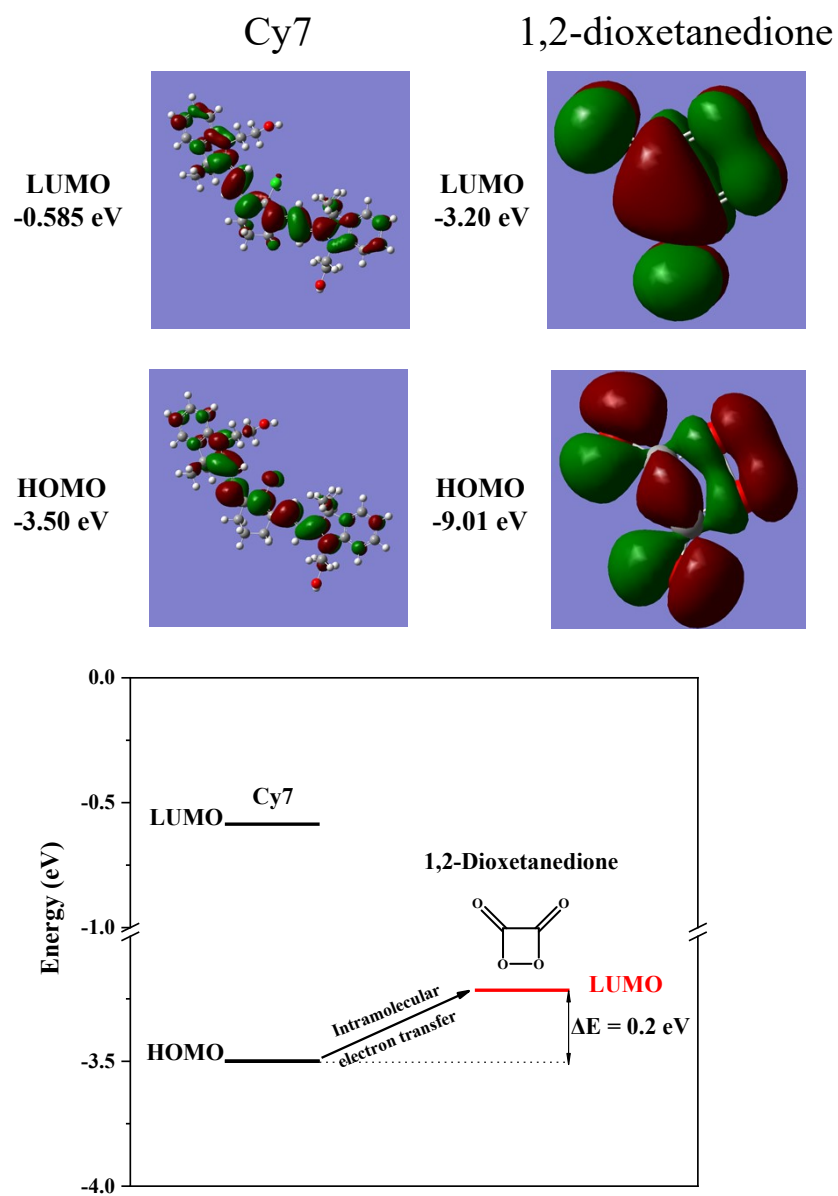 Cy7
1,2-dioxetanedione
LUMO
-0.585 eV
LUMO
-3.20 eV
HOMO
-3.50 eV
HOMO
-9.01 eV
0.0
-0.5
-1.0
-3.5
-4.0
Energy (eV)
Cy7
LUMO
1,2-Dioxetanedione
O
O
O
O
LUMO
Intramolecular
electron transfer
ΔE = 0.2 eV
HOMO